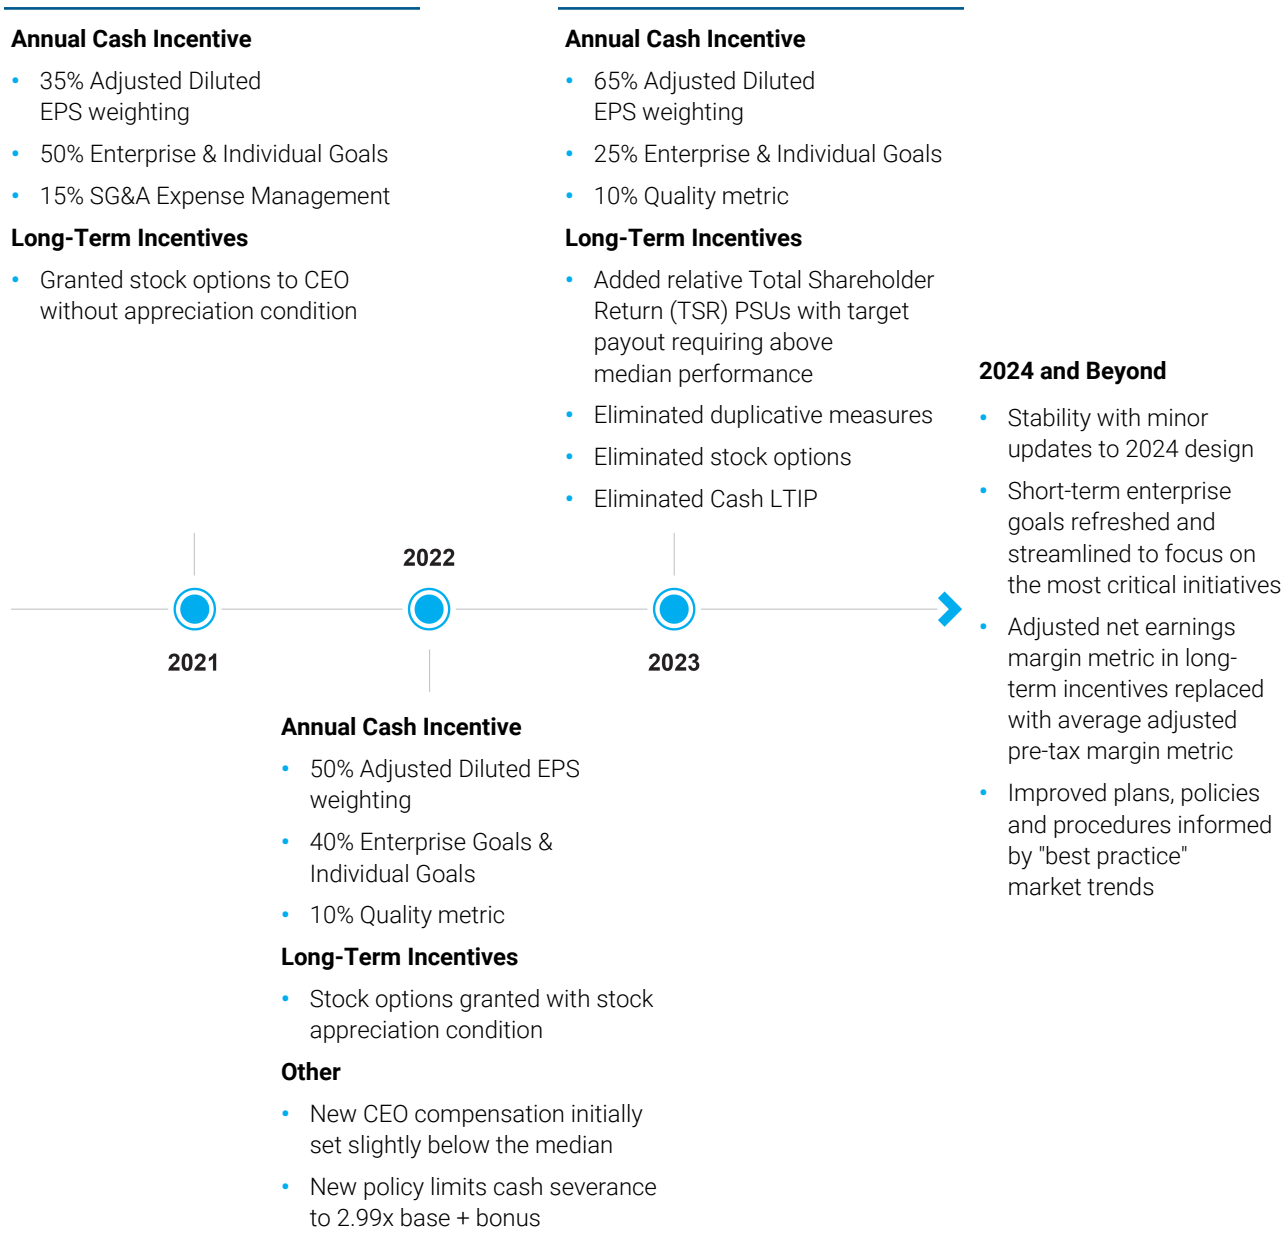 Annual Cash Incentive
• 35% Adjusted Diluted
EPS weighting
• 50% Enterprise & Individual Goals
• 15% SG&A Expense Management
Long-Term Incentives
• Granted stock options to CEO
without appreciation condition
2021
2022
Annual Cash Incentive
• 50% Adjusted Diluted EPS
weighting
• 40% Enterprise Goals &
Individual Goals
• 10% Quality metric
Long-Term Incentives
• Stock options granted with stock
appreciation condition
Other
• New CEO compensation initially
set slightly below the median
• New policy limits cash severance
to 2.99x base + bonus
Annual Cash Incentive
• 65% Adjusted Diluted
EPS weighting
• 25% Enterprise & Individual Goals
• 10% Quality metric
Long-Term Incentives
• Added relative Total Shareholder
Return (TSR) PSUs with target
payout requiring above
median performance
• Eliminated duplicative measures
• Eliminated stock options
• Eliminated Cash LTIP
2023
2024 and Beyond
• Stability with minor
updates to 2024 design
• Short-term enterprise
goals refreshed and
streamlined to focus on
the most critical initiatives
• Adjusted net earnings
margin metric in long-
term incentives replaced
with average adjusted
pre-tax margin metric
• Improved plans, policies
and procedures informed
by "best practice"
market trends